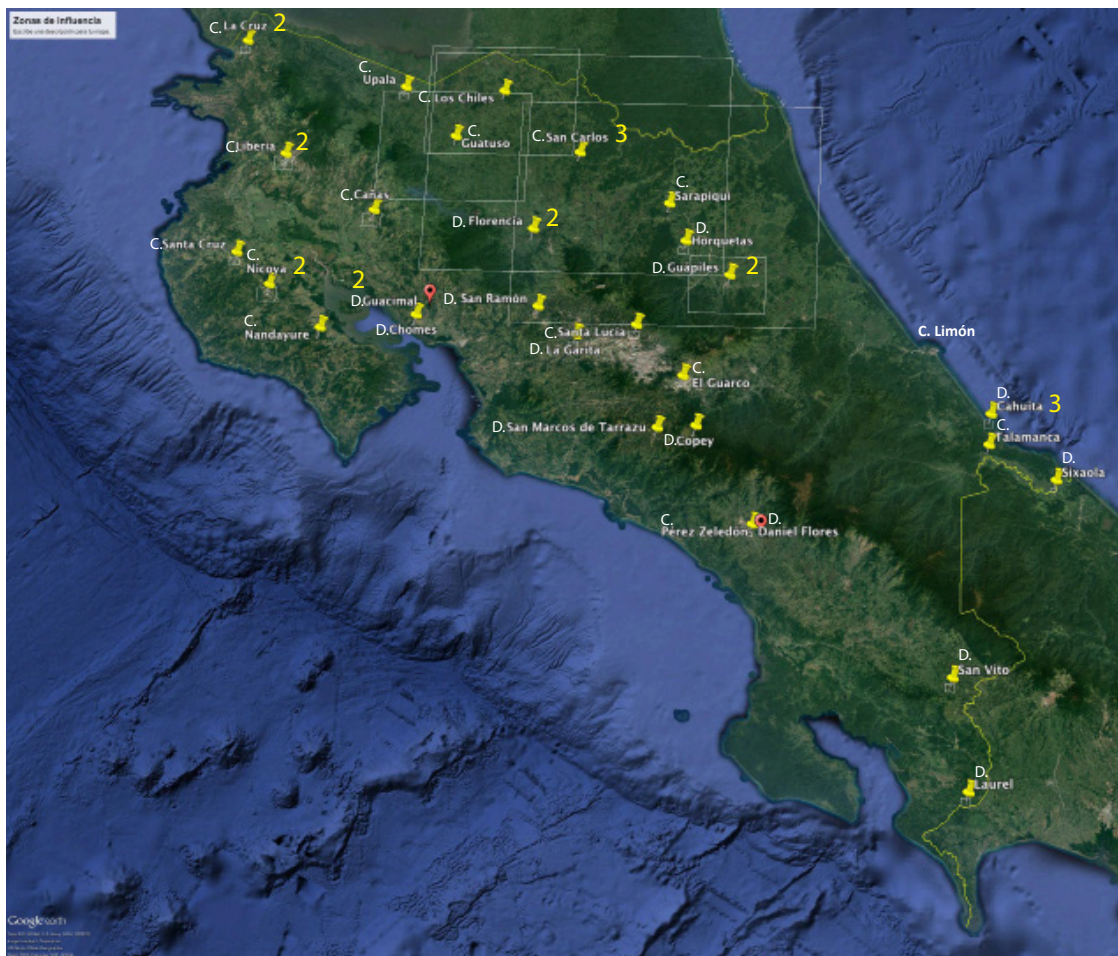 Zonas de Influencia
C. La Cruz 2
C. Upala
C. Los Chiles
C. Guatuso
C. San Carlos 3
C. Liberia 2
C. Cañas
C. Sarapiqui
D. Florencia 2
D. Horquetas
C. Santa Cruz
C. Nicoya 2
D. Guapiles 2
2
D. Guacimal
D. San Ramón
D. Chomes
C. Nandayure
C. Santa Lucia
D. La Garita
C. Limón
C. El Guarco
D. Cahuita 3
D. San Marcos de Tarrazu
D. Copey
C. Talamanca
D. Sixaola
C. Pérez Zeledón, D. Daniel Flores
D. San Vito
D. Laurel
Google earth